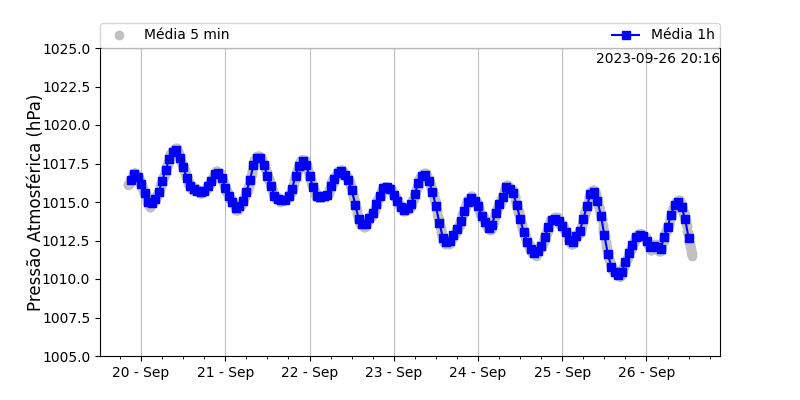 Média 5 min
Média 1h
2023-09-26 20:16
Pressão Atmosférica (hPa)
1025.0
1022.5
1020.0
1017.5
1015.0
1012.5
1010.0
1007.5
1005.0
20 - Sep
21 - Sep
22 - Sep
23 - Sep
24 - Sep
25 - Sep
26 - Sep